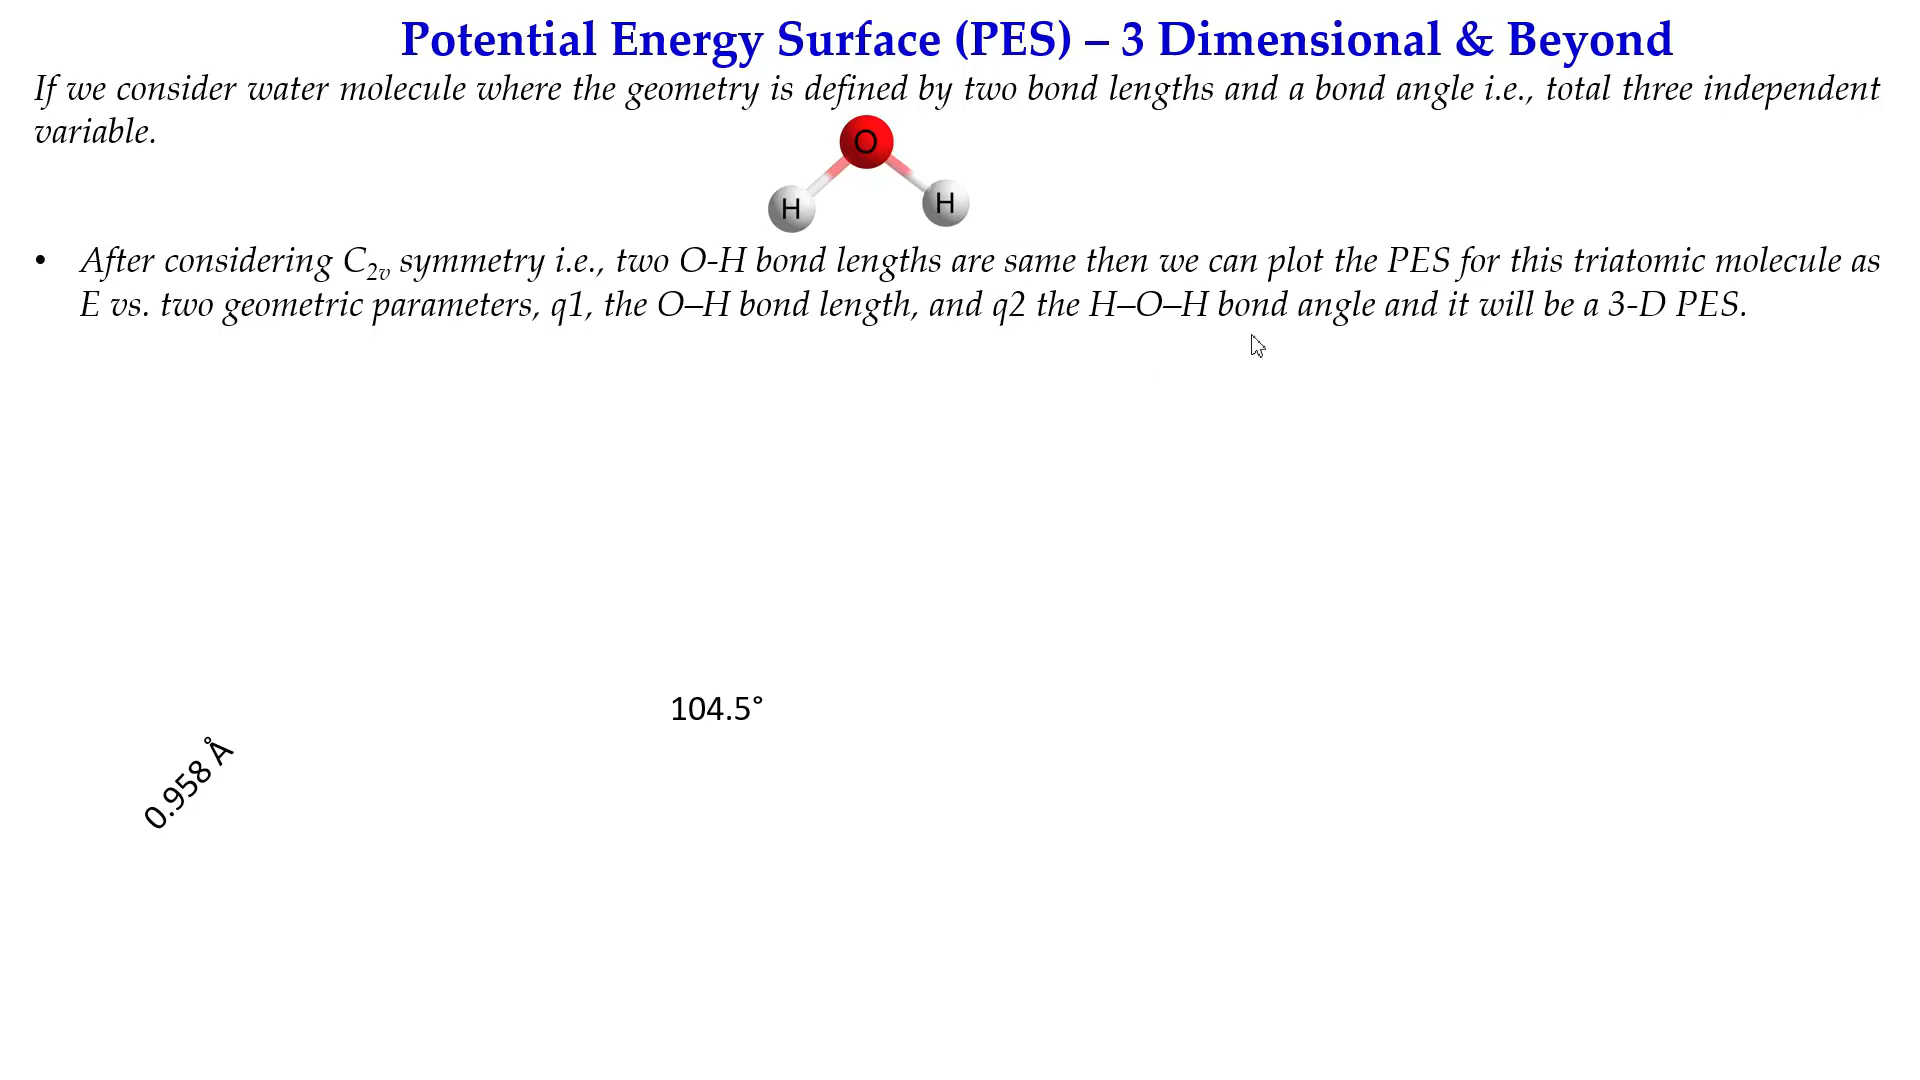 Potential Energy Surface (PES) – 3 Dimensional & Beyond
If we consider water molecule where the geometry is defined by two bond lengths and a bond angle i.e., total three independent
variable.
O
H
H
• After considering C2v symmetry i.e., two O-H bond lengths are same then we can plot the PES for this triatomic molecule as
E vs. two geometric parameters, q1, the O–H bond length, and q2 the H–O–H bond angle and it will be a 3-D PES.
104.5°
0.958 Å